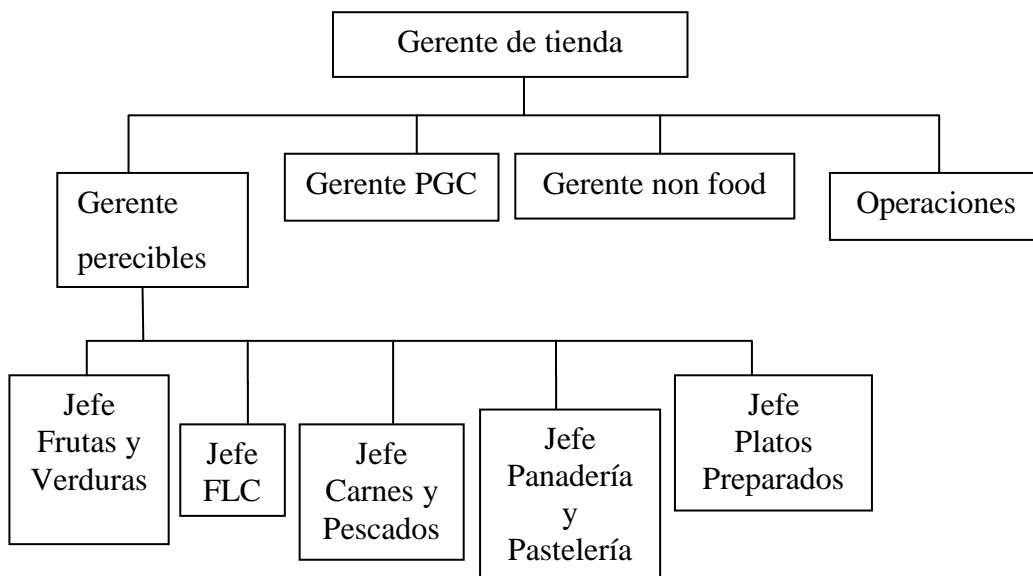 Gerente de tienda
Gerente
perecibles
Gerente PGC
Gerente non food
Operaciones
Jefe
Frutas y
Verduras
Jefe
FLC
Jefe
Carnes y
Pescados
Jefe
Panadería
y
Pastelería
Jefe
Platos
Preparados